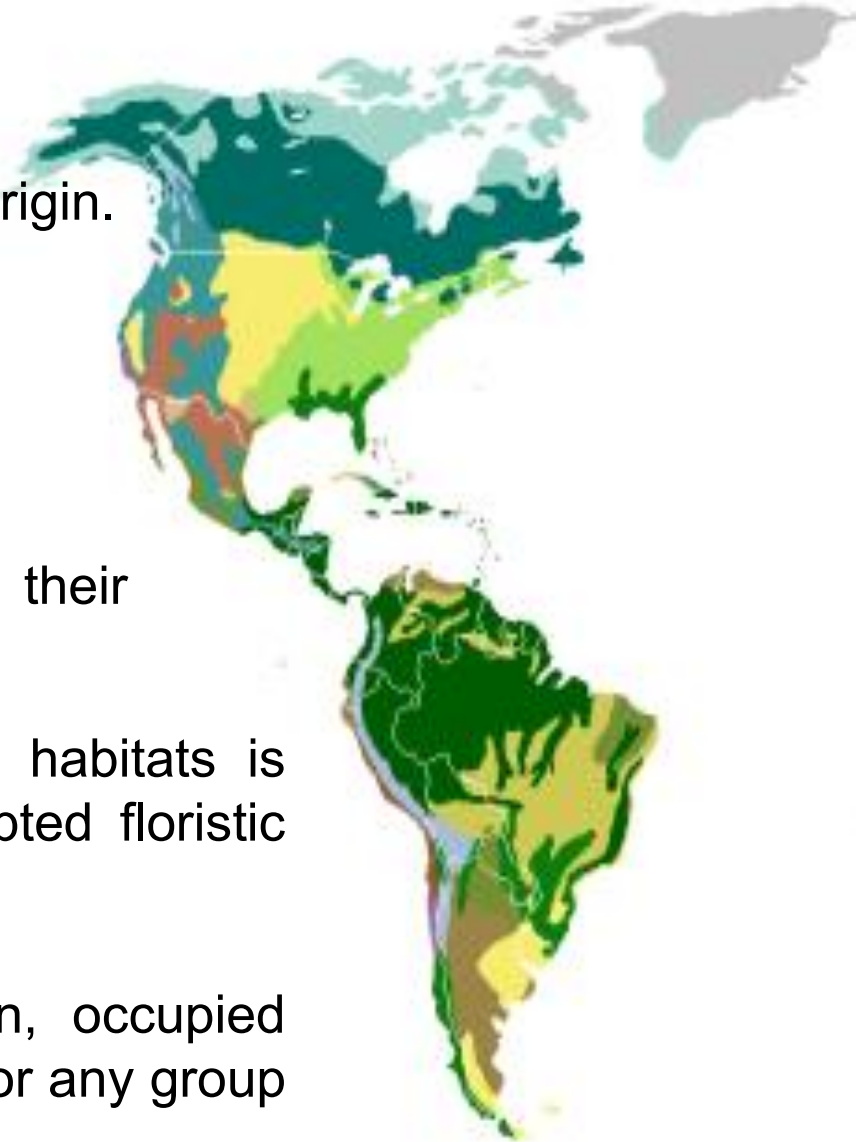 rigin.
their
habitats is
pted floristic
n, occupied
or any group